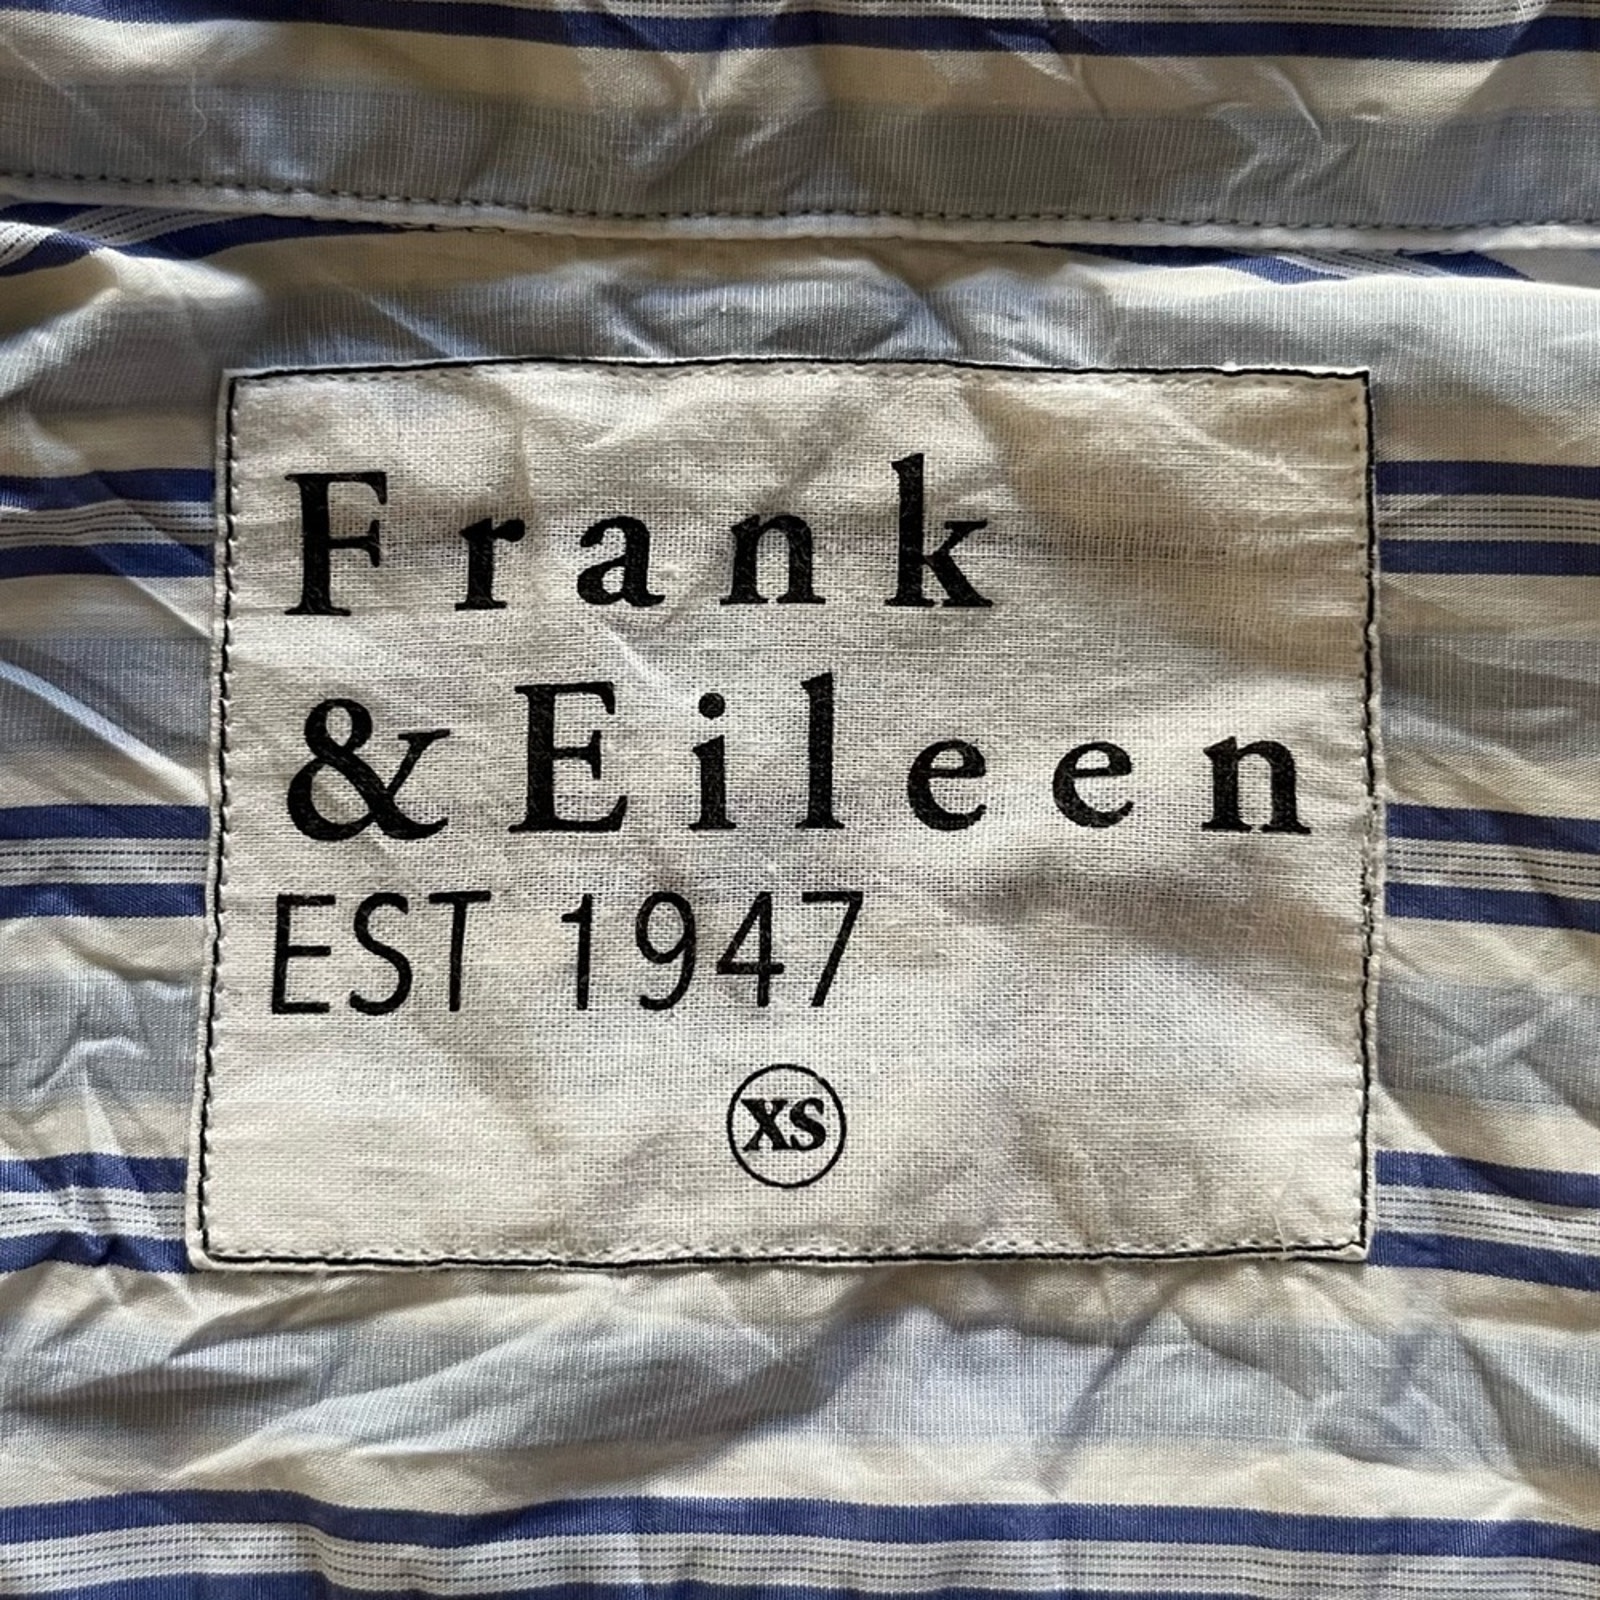 Frank
& Eileen
EST 1947
XS